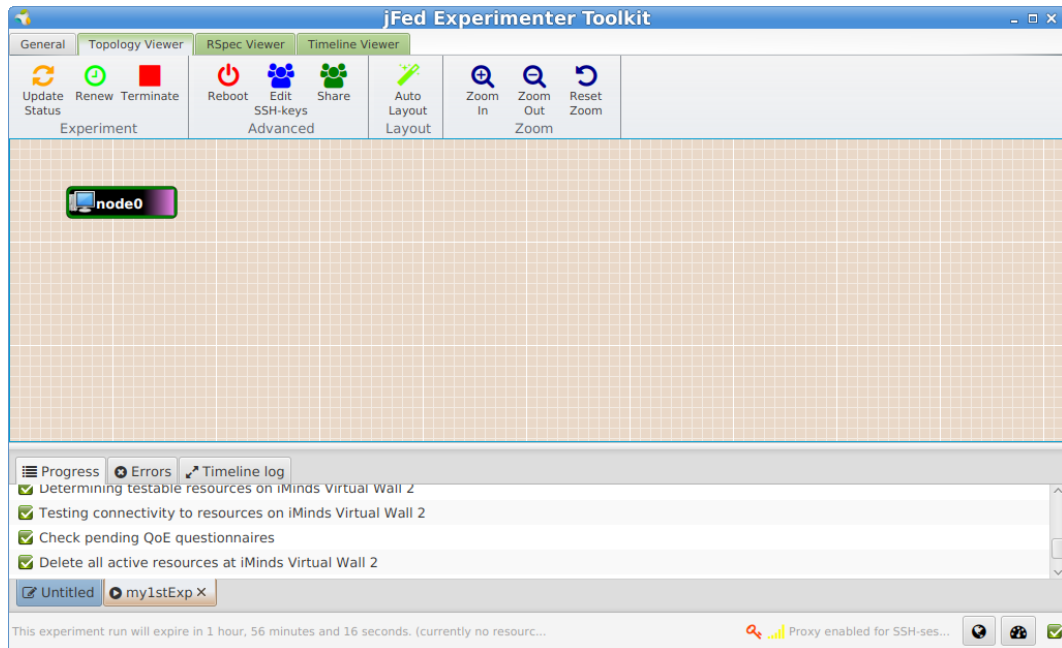 jFed Experimenter Toolkit
General Topology Viewer RSpec Viewer Timeline Viewer
Update Status Renew Terminate Reboot Edit SSH-keys Share Auto Layout Zoom In Zoom Out Reset Zoom
Experiment Advanced Layout Zoom
node0
Progress Errors Timeline log
Determining testable resources on iMinds Virtual Wall 2
Testing connectivity to resources on iMinds Virtual Wall 2
Check pending QoE questionnaires
Delete all active resources at iMinds Virtual Wall 2
Untitled my1stExp
This experiment run will expire in 1 hour, 56 minutes and 16 seconds. (currently no resourc... Proxy enabled for SSH-ses...